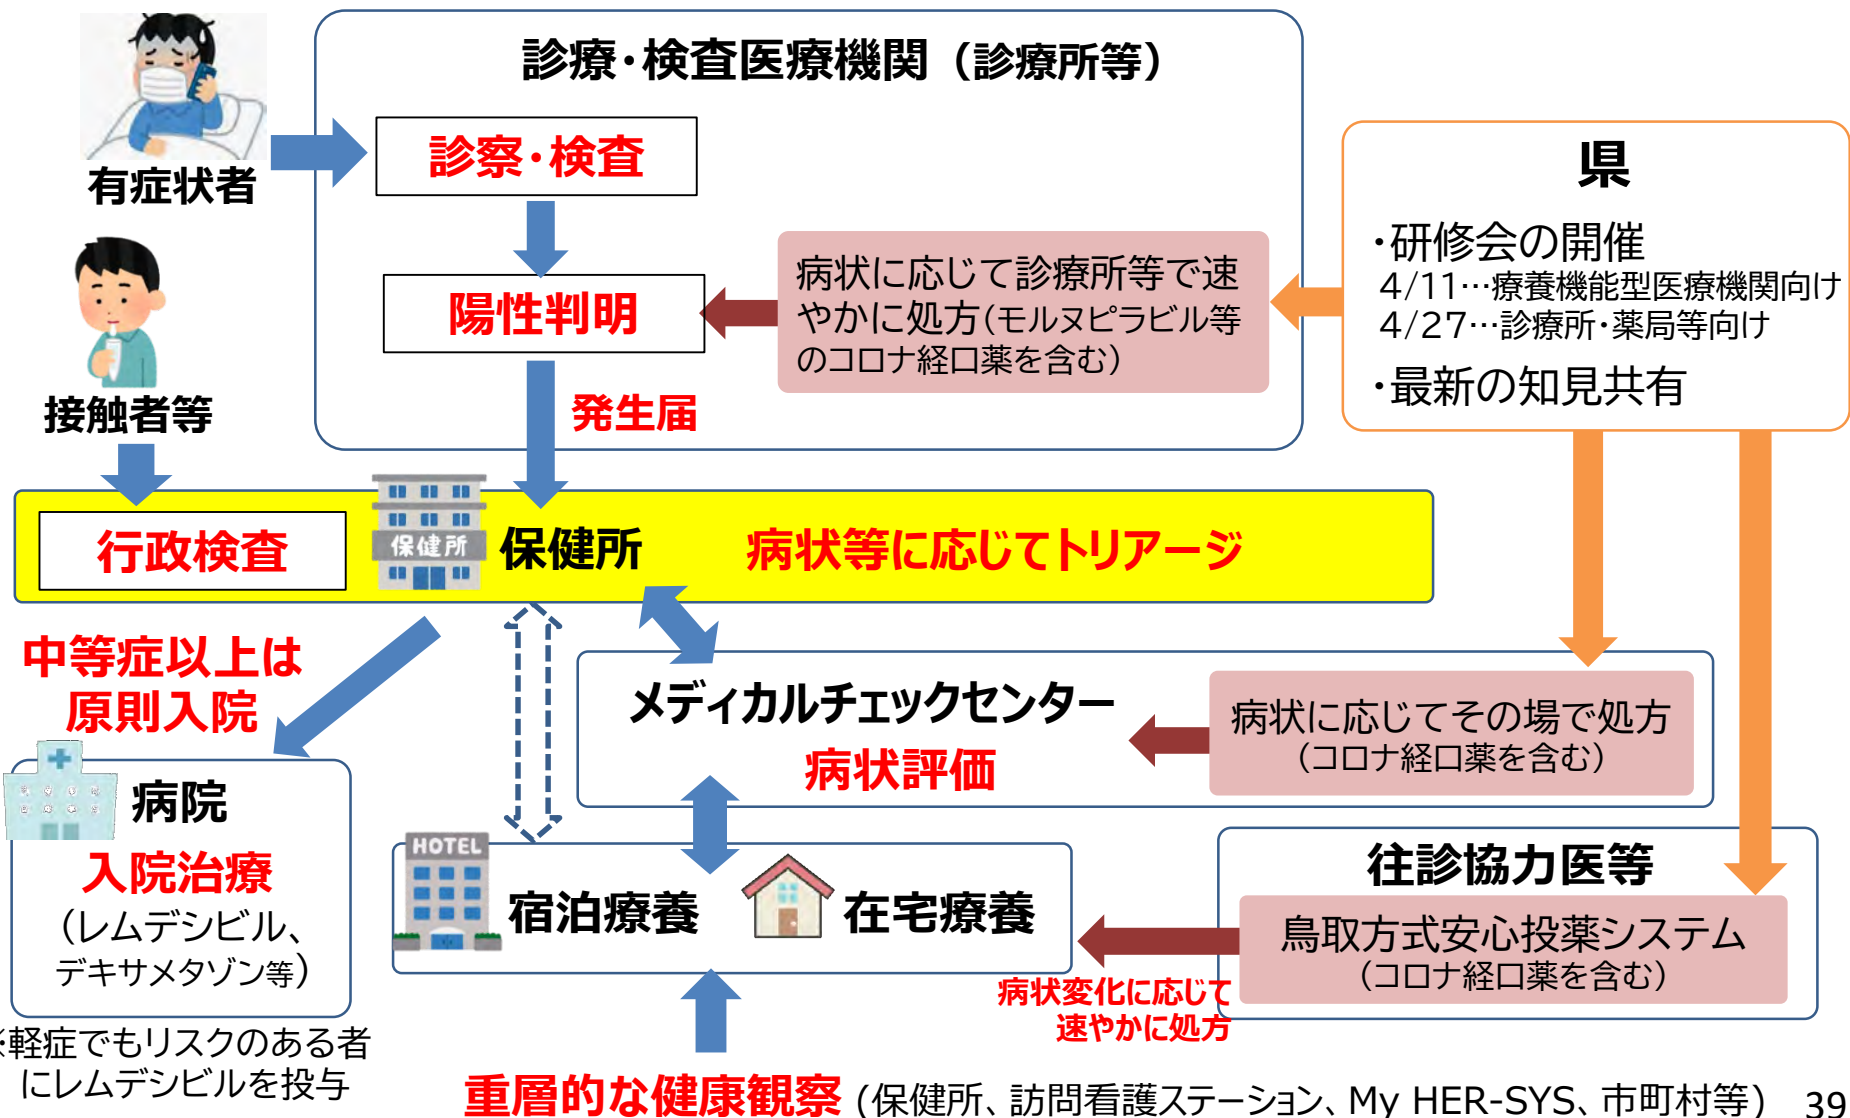 診療・検査医療機関（診療所等）
有症状者
診察・検査
陽性判明
病状に応じて診療所等で速
やかに処方（モルヌピラビル等
のコロナ経口薬を含む）
県
・研修会の開催
4/11…療養機能型医療機関向け
4/27…診療所・薬局等向け
・最新の知見共有
接触者等
発生届
行政検査
保健所
保健所
病状等に応じてトリアージ
中等症以上は
原則入院
メディカルチェックセンター
病状評価
病状に応じてその場で処方
（コロナ経口薬を含む）
病院
入院治療
（レムデシビル、
デキサメタゾン等）
※軽症でもリスクのある者
にレムデシビルを投与
HOTEL
宿泊療養
在宅療養
往診協力医等
鳥取方式安心投薬システム
（コロナ経口薬を含む）
病状変化に応じて
速やかに処方
重層的な健康観察（保健所、訪問看護ステーション、My HER-SYS、市町村等）
39